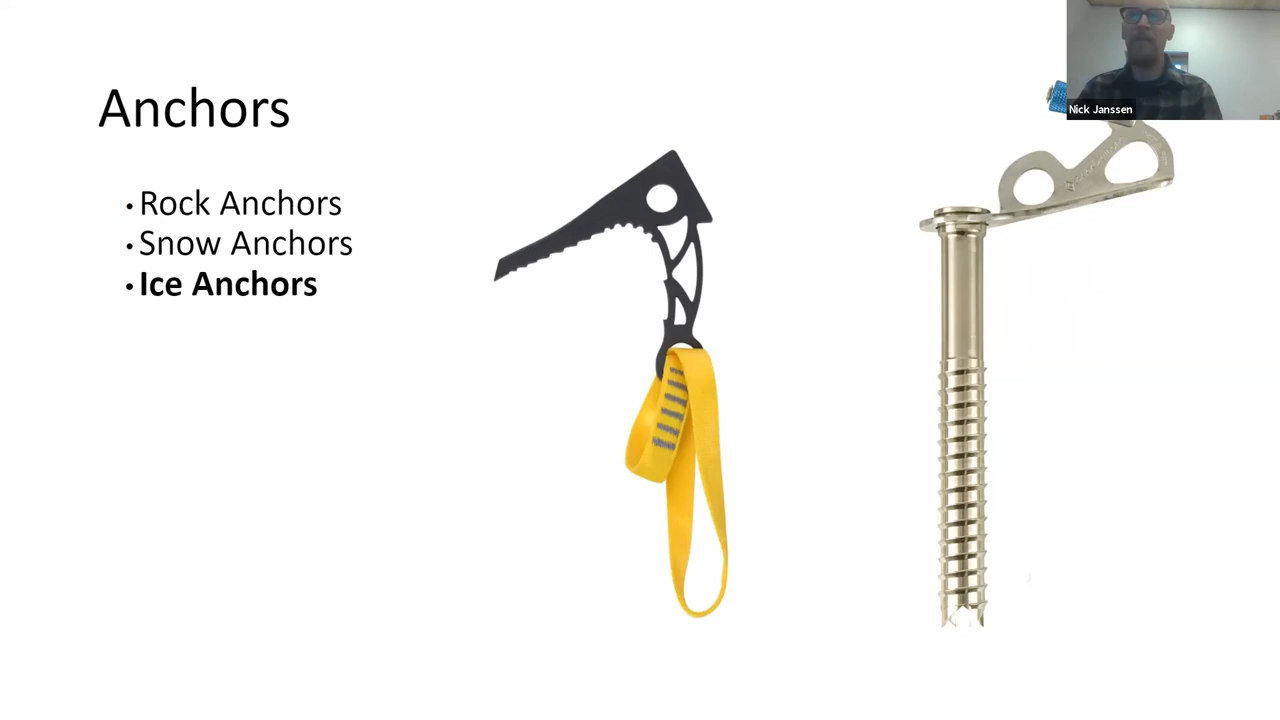 Anchors
• Rock Anchors
• Snow Anchors
• Ice Anchors
Nick Janssen